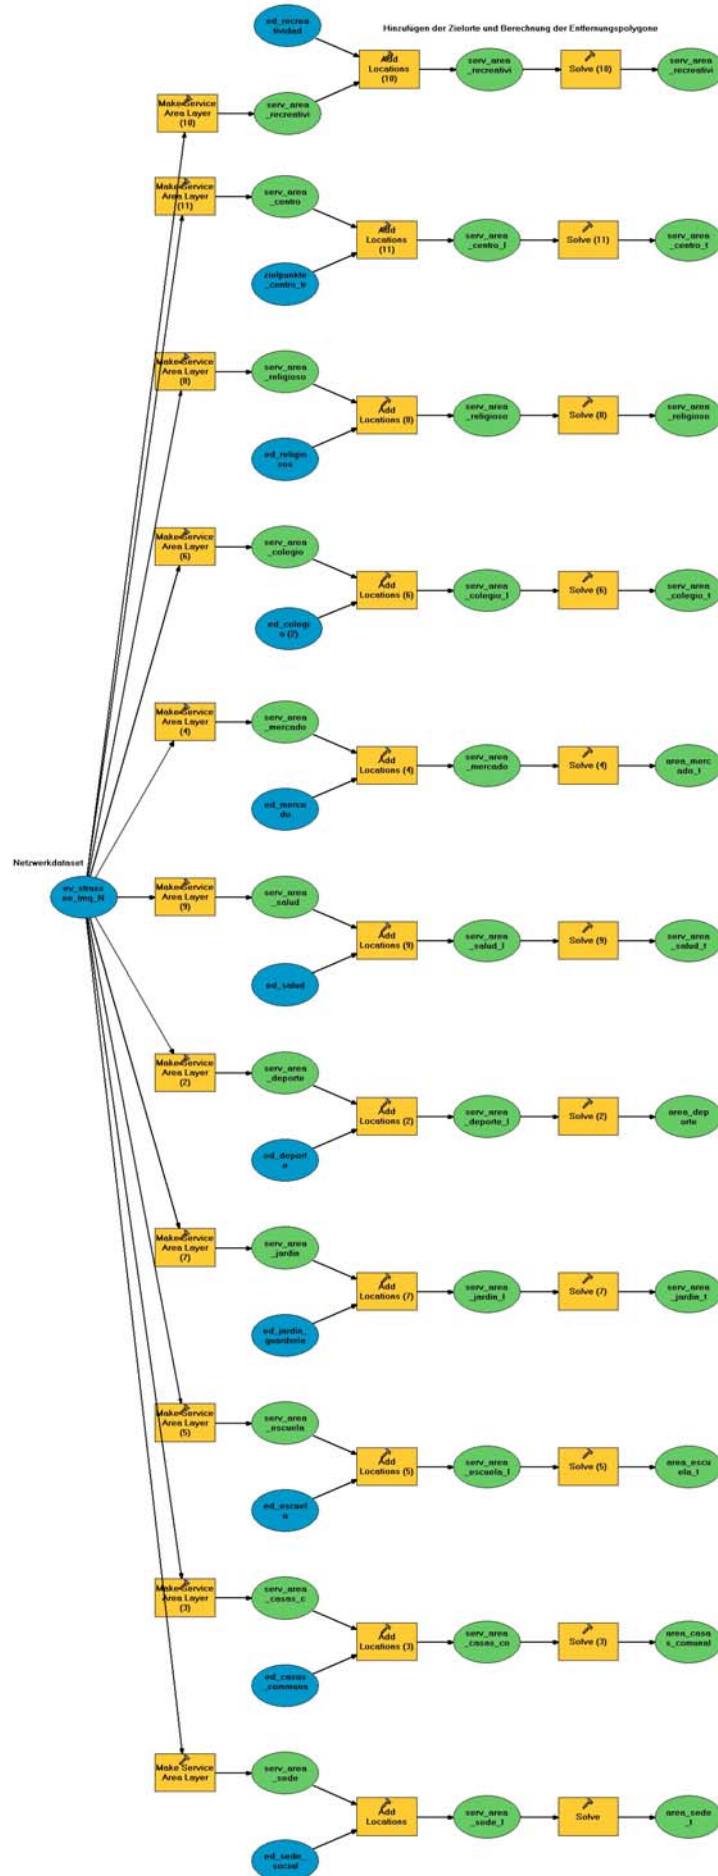 ed_recrea
tividad
Hinzufügen der Zielorte und Berechnung der Entfernungspolygone
Add
Locations
(10)
serv_area
_recreativi
Solve (10)
serv_area
_recreativi
Make Service
Area Layer
(10)
serv_area
_recreativi
Make Service
Area Layer
(11)
serv_area
_centro
Add
Locations
(11)
serv_area
_centro_l
Solve (11)
serv_area
_centro_t
zielpunkte
_centro_tr
Make Service
Area Layer
(8)
serv_area
_religioso
Add
Locations (8)
serv_area
_religioso
Solve (8)
serv_area
_religioso
ed_religio
sos
Make Service
Area Layer
(6)
serv_area
_colegio
Add
Locations (6)
serv_area
_colegio_l
Solve (6)
serv_area
_colegio_t
ed_colegi
o (2)
Make Service
Area Layer
(4)
serv_area
_mercado
Add
Locations (4)
serv_area
_mercado
Solve (4)
area_merc
ado_t
ed_merca
do
Netzwerkdataset
ev_strass
en_tmq_N
Make Service
Area Layer
(9)
serv_area
_salud
Add
Locations (9)
serv_area
_salud_l
Solve (9)
serv_area
_salud_t
ed_salud
Make Service
Area Layer
(2)
serv_area
_deporte
Add
Locations (2)
serv_area
_deporte_l
Solve (2)
area_dep
orte
ed_deport
e
Make Service
Area Layer
(7)
serv_area
_jardin
Add
Locations (7)
serv_area
_jardin_l
Solve (7)
serv_area
_jardin_t
ed_jardin_
guarderia
Make Service
Area Layer
(5)
serv_area
_escuela
Add
Locations (5)
serv_area
_escuela_l
Solve (5)
area_escu
ela_t
ed_escuel
a
Make Service
Area Layer
(3)
serv_area
_casas_c
Add
Locations (3)
serv_area
_casas_co
Solve (3)
area_casa
s_comunal
ed_casas
_communa
Make Service
Area Layer
serv_area
_sede
Add
Locations
serv_area
_sede_l
Solve
area_sede
_t
ed_sede_
social